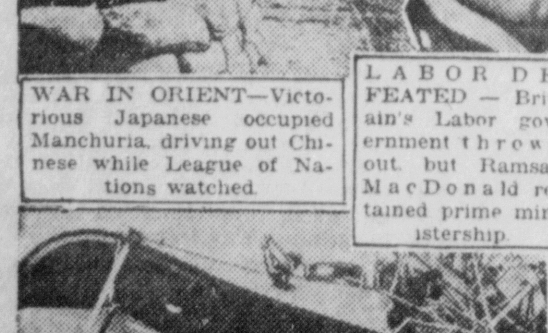 WAR IN ORIENT—Victo-
rious Japanese occupied
Manchuria, driving out Chi-
nese while League of Na-
tions watched.
LABOR DE
FEATED — Bri
ain's Labor gov
ernment throw
out, but Ramsa
MacDonald re
tained prime min
istership.